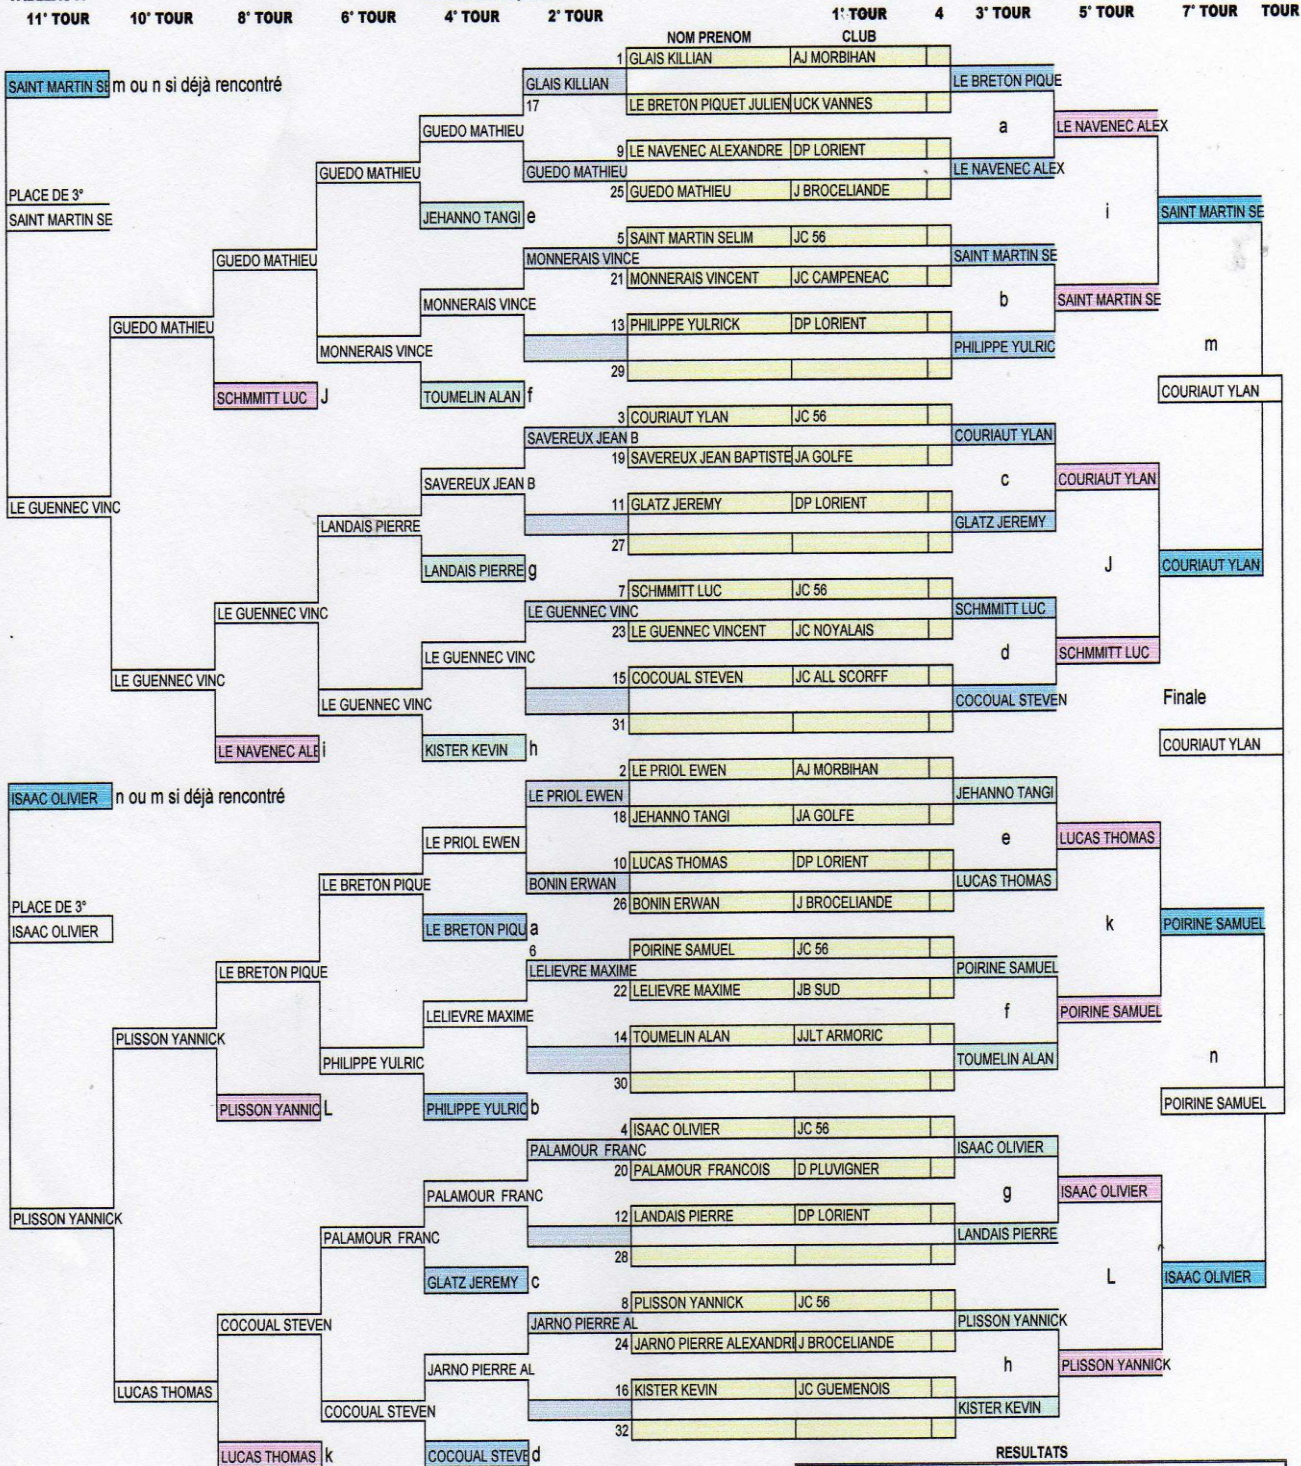 11° TOUR 10° TOUR 8° TOUR 6° TOUR 4° TOUR 2° TOUR 1° TOUR 4 3° TOUR 5° TOUR 7° TOUR TOUR
NOM PRENOM CLUB
1 GLAIS KILLIAN AJ MORBIHAN
SAINT MARTIN SE m ou n si déjà rencontré GLAIS KILLIAN LE BRETON PIQUE
17 LE BRETON PIQUET JULIEN UCK VANNES
GUEDO MATHIEU a LE NAVENEC ALEX
9 LE NAVENEC ALEXANDRE DP LORIENT
GUEDO MATHIEU GUEDO MATHIEU LE NAVENEC ALEX
PLACE DE 3° 25 GUEDO MATHIEU J BROCELIANDE
SAINT MARTIN SE JEHANNO TANGI e i SAINT MARTIN SE
5 SAINT MARTIN SELIM JC 56
GUEDO MATHIEU MONNERAIS VINCE SAINT MARTIN SE
21 MONNERAIS VINCENT JC CAMPENEAC
MONNERAIS VINCE b SAINT MARTIN SE
GUEDO MATHIEU 13 PHILIPPE YULRICK DP LORIENT
MONNERAIS VINCE PHILIPPE YULRIC m
29
SCHMMITT LUC J TOUMELIN ALAN f COURIAUT YLAN
3 COURIAUT YLAN JC 56
SAVEREUX JEAN B COURIAUT YLAN
19 SAVEREUX JEAN BAPTISTE JA GOLFE
SAVEREUX JEAN B c COURIAUT YLAN
LE GUENNEC VINC 11 GLATZ JEREMY DP LORIENT
LANDAIS PIERRE GLATZ JEREMY
27
LANDAIS PIERRE g J COURIAUT YLAN
7 SCHMMITT LUC JC 56
LE GUENNEC VINC LE GUENNEC VINC SCHMMITT LUC
23 LE GUENNEC VINCENT JC NOYALAIS
LE GUENNEC VINC d SCHMMITT LUC
LE GUENNEC VINC 15 COCOUAL STEVEN JC ALL SCORFF
LE GUENNEC VINC COCOUAL STEVEN Finale
31
LE NAVENEC ALE i KISTER KEVIN h COURIAUT YLAN
2 LE PRIOL EWEN AJ MORBIHAN
ISAAC OLIVIER n ou m si déjà rencontré LE PRIOL EWEN JEHANNO TANGI
18 JEHANNO TANGI JA GOLFE
LE PRIOL EWEN e LUCAS THOMAS
10 LUCAS THOMAS DP LORIENT
LE BRETON PIQUE BONIN ERWAN LUCAS THOMAS
PLACE DE 3° 26 BONIN ERWAN J BROCELIANDE
ISAAC OLIVIER LE BRETON PIQU a k POIRINE SAMUEL
6 POIRINE SAMUEL JC 56
LE BRETON PIQUE LELIEVRE MAXIME POIRINE SAMUEL
22 LELIEVRE MAXIME JB SUD
LELIEVRE MAXIME f POIRINE SAMUEL
PLISSON YANNICK 14 TOUMELIN ALAN JJLT ARMORIC
PHILIPPE YULRIC TOUMELIN ALAN n
30
PLISSON YANNIC L PHILIPPE YULRIC b POIRINE SAMUEL
4 ISAAC OLIVIER JC 56
PALAMOUR FRANC ISAAC OLIVIER
20 PALAMOUR FRANCOIS D PLUVIGNER
PALAMOUR FRANC g ISAAC OLIVIER
PLISSON YANNICK 12 LANDAIS PIERRE DP LORIENT
PALAMOUR FRANC LANDAIS PIERRE
28
GLATZ JEREMY c L ISAAC OLIVIER
8 PLISSON YANNICK JC 56
COCOUAL STEVEN JARNO PIERRE AL PLISSON YANNICK
24 JARNO PIERRE ALEXANDRI J BROCELIANDE
JARNO PIERRE AL h PLISSON YANNICK
LUCAS THOMAS 16 KISTER KEVIN JC GUEMENOIS
COCOUAL STEVEN KISTER KEVIN
32
LUCAS THOMAS k COCOUAL STEVE d RESULTATS